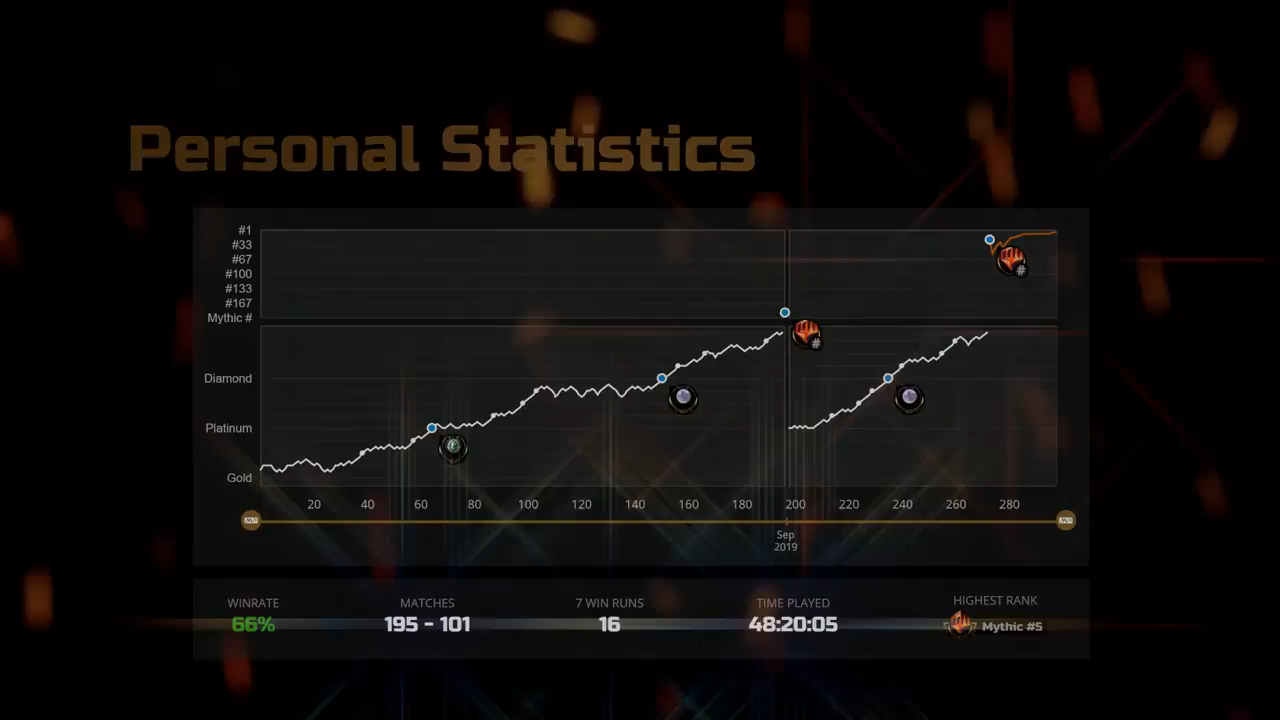 Personal Statistics
#1
#33
#67
#100
#133
#167
Mythic #
Diamond
Platinum
Gold
#
#
20 40 60 80 100 120 140 160 180 200 220 240 260 280
Sep
2019
WINRATE MATCHES 7 WIN RUNS TIME PLAYED HIGHEST RANK
66% 195 - 101 16 48:20:05 Mythic #5